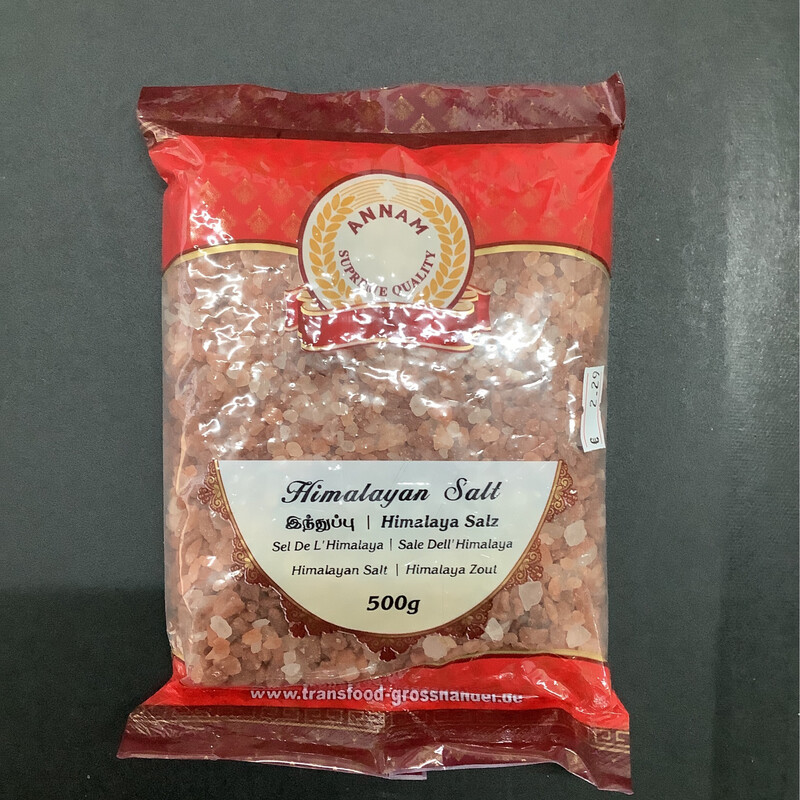 ANNAM
SUPREME QUALITY
€ 2.29
Himalayan Salt
இந்துப்பு | Himalaya Salz
Sel De L'Himalaya | Sale Dell'Himalaya
Himalayan Salt | Himalaya Zout
500g
www.transfood-grosshandel.de